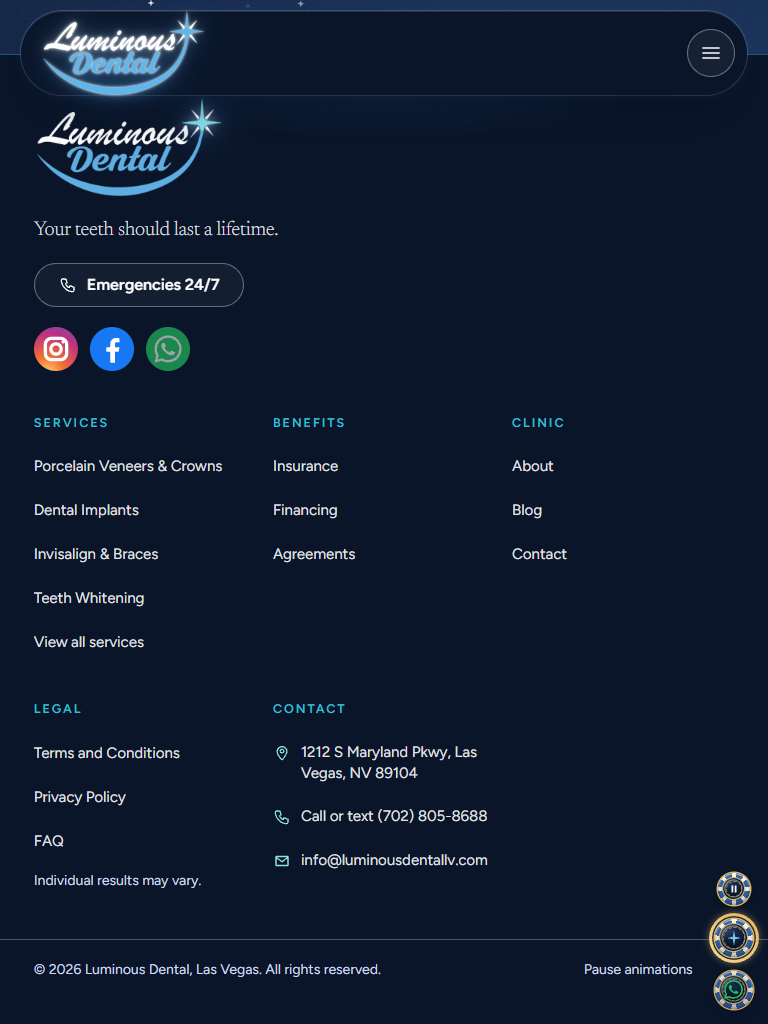 Luminous
Dental
Luminous
Dental
Your teeth should last a lifetime.
Emergencies 24/7
SERVICES
Porcelain Veneers & Crowns
Dental Implants
Invisalign & Braces
Teeth Whitening
View all services
BENEFITS
Insurance
Financing
Agreements
CLINIC
About
Blog
Contact
LEGAL
Terms and Conditions
Privacy Policy
FAQ
Individual results may vary.
CONTACT
1212 S Maryland Pkwy, Las
Vegas, NV 89104
Call or text (702) 805-8688
info@luminousdentallv.com
© 2026 Luminous Dental, Las Vegas. All rights reserved.
Pause animations